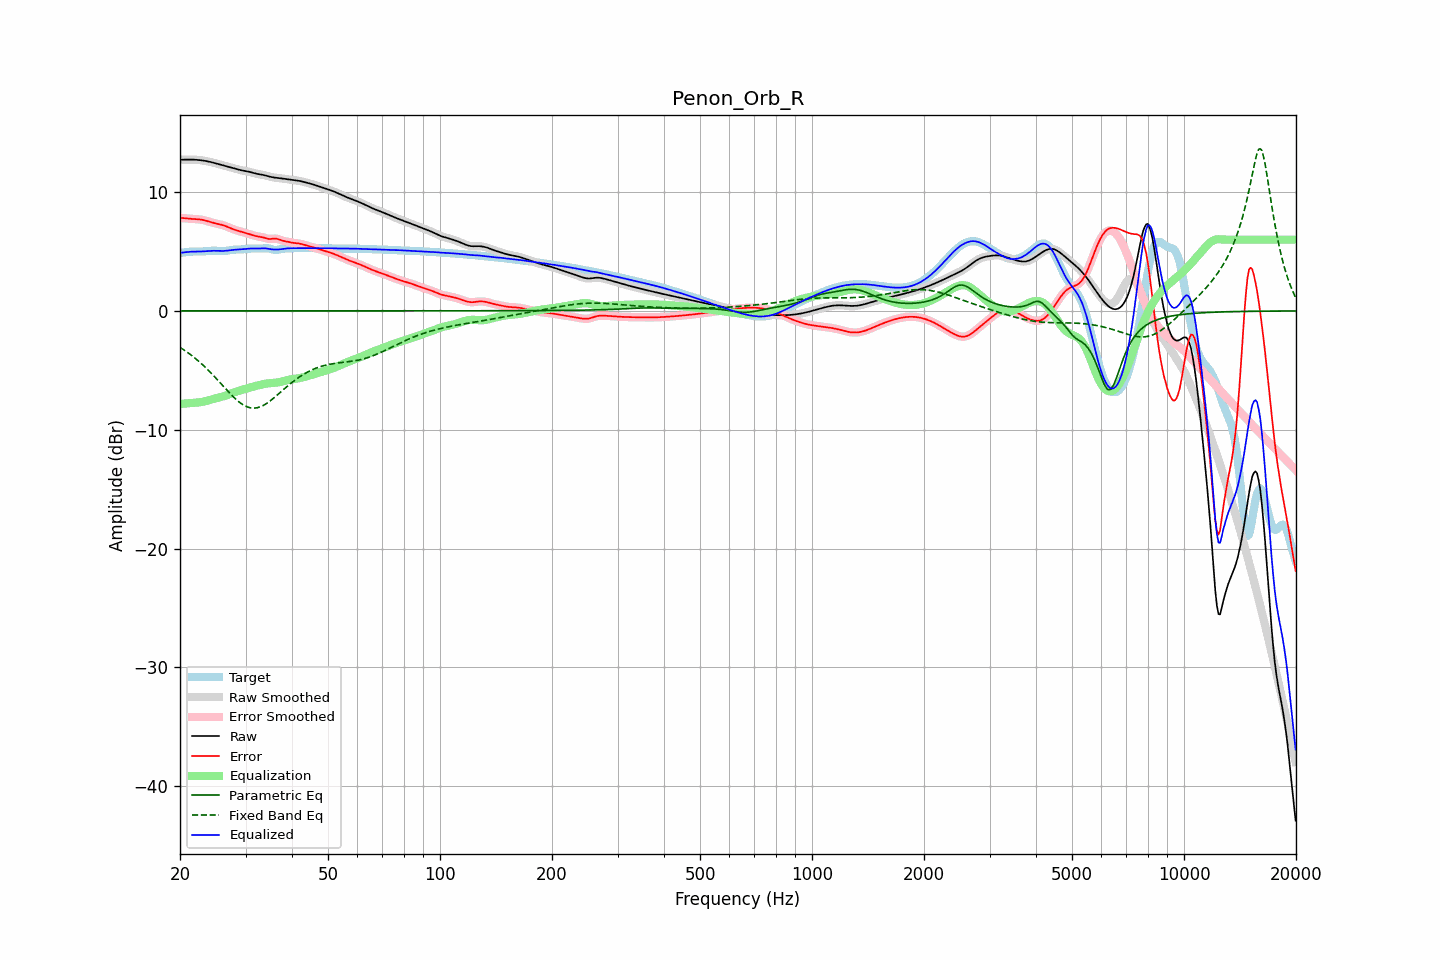 Penon_Orb_R
Amplitude (dBr)
10
0
−10
−20
−30
−40
Target
Raw Smoothed
Error Smoothed
Raw
Error
Equalization
Parametric Eq
Fixed Band Eq
Equalized
20 50 100 200 500 1000 2000 5000 10000 20000
Frequency (Hz)